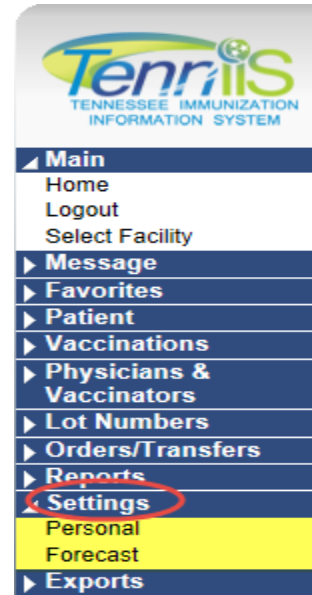 TennIIS
TENNESSEE IMMUNIZATION
INFORMATION SYSTEM
Main
Home
Logout
Select Facility
Message
Favorites
Patient
Vaccinations
Physicians &
Vaccinators
Lot Numbers
Orders/Transfers
Reports
Settings
Personal
Forecast
Exports